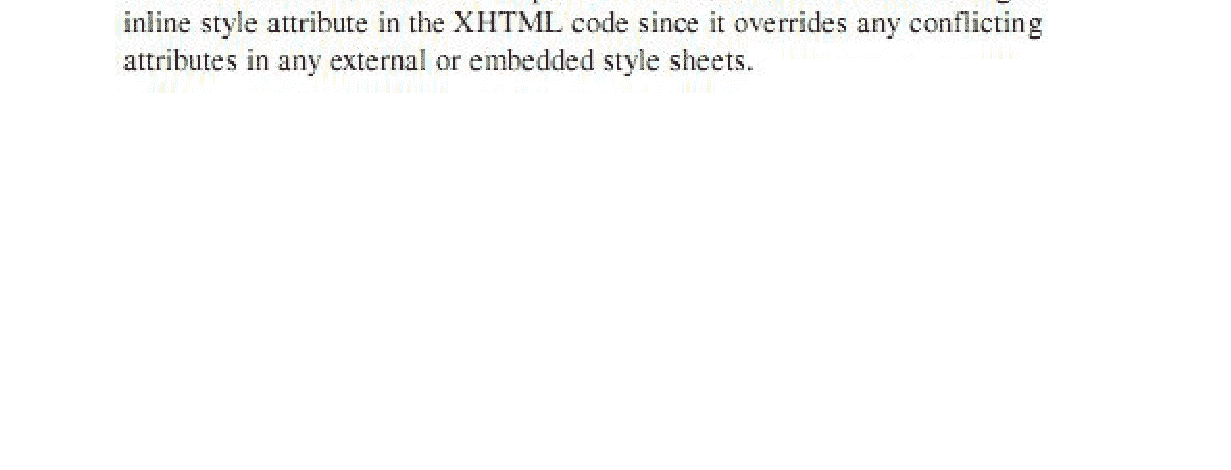 inline style attribute in the XHTML code since it overrides any conflicting
attributes in any external or embedded style sheets.